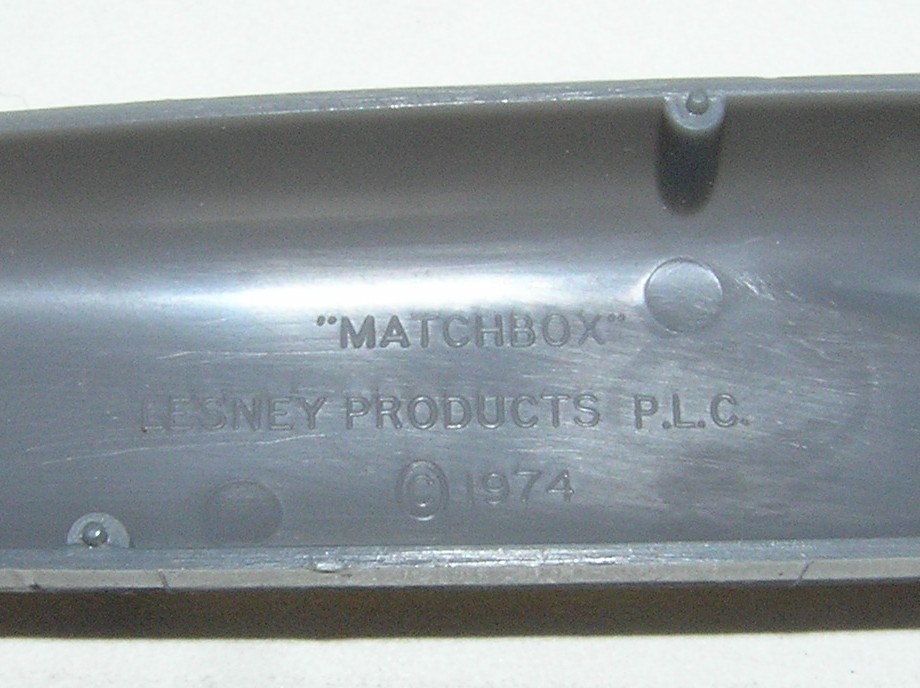 "MATCHBOX"
LESNEY PRODUCTS P.L.C.
© 1974